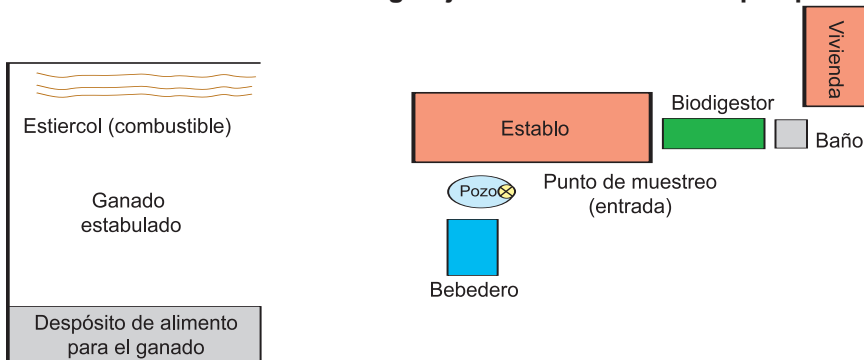 Vivienda
Estiercol (combustible)
Establo
Biodigestor
Baño
Ganado
estabulado
Pozo
Punto de muestreo
(entrada)
Bebedero
Despósito de alimento
para el ganado